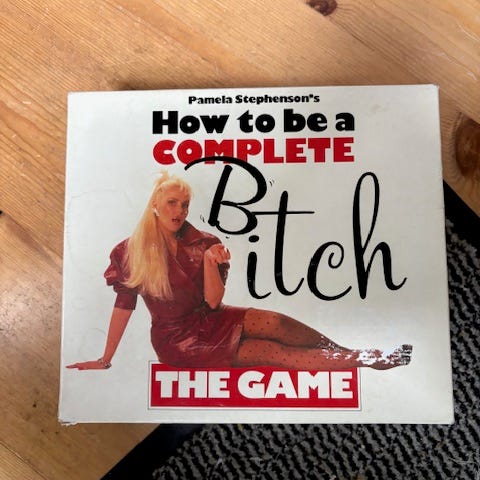 Pamela Stephenson's
How to be a
COMPLETE
Bitch
THE GAME